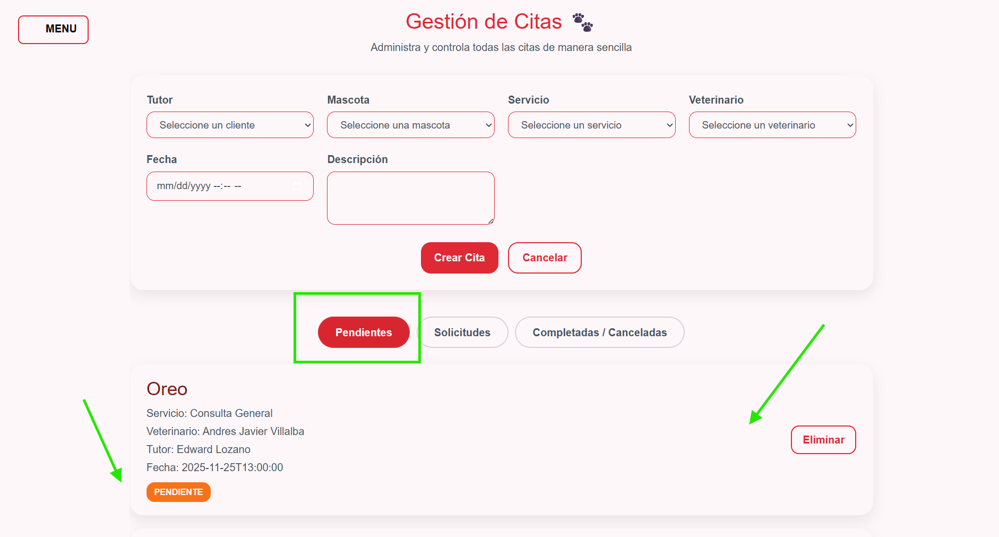 MENU
Gestión de Citas
Administra y controla todas las citas de manera sencilla
Tutor
Mascota
Servicio
Veterinario
Seleccione un cliente
Seleccione una mascota
Seleccione un servicio
Seleccione un veterinario
Fecha
Descripción
mm/dd/yyyy --:-- --
Crear Cita
Cancelar
Pendientes
Solicitudes
Completadas / Canceladas
Oreo
Servicio: Consulta General
Veterinario: Andres Javier Villalba
Tutor: Edward Lozano
Fecha: 2025-11-25T13:00:00
PENDIENTE
Eliminar